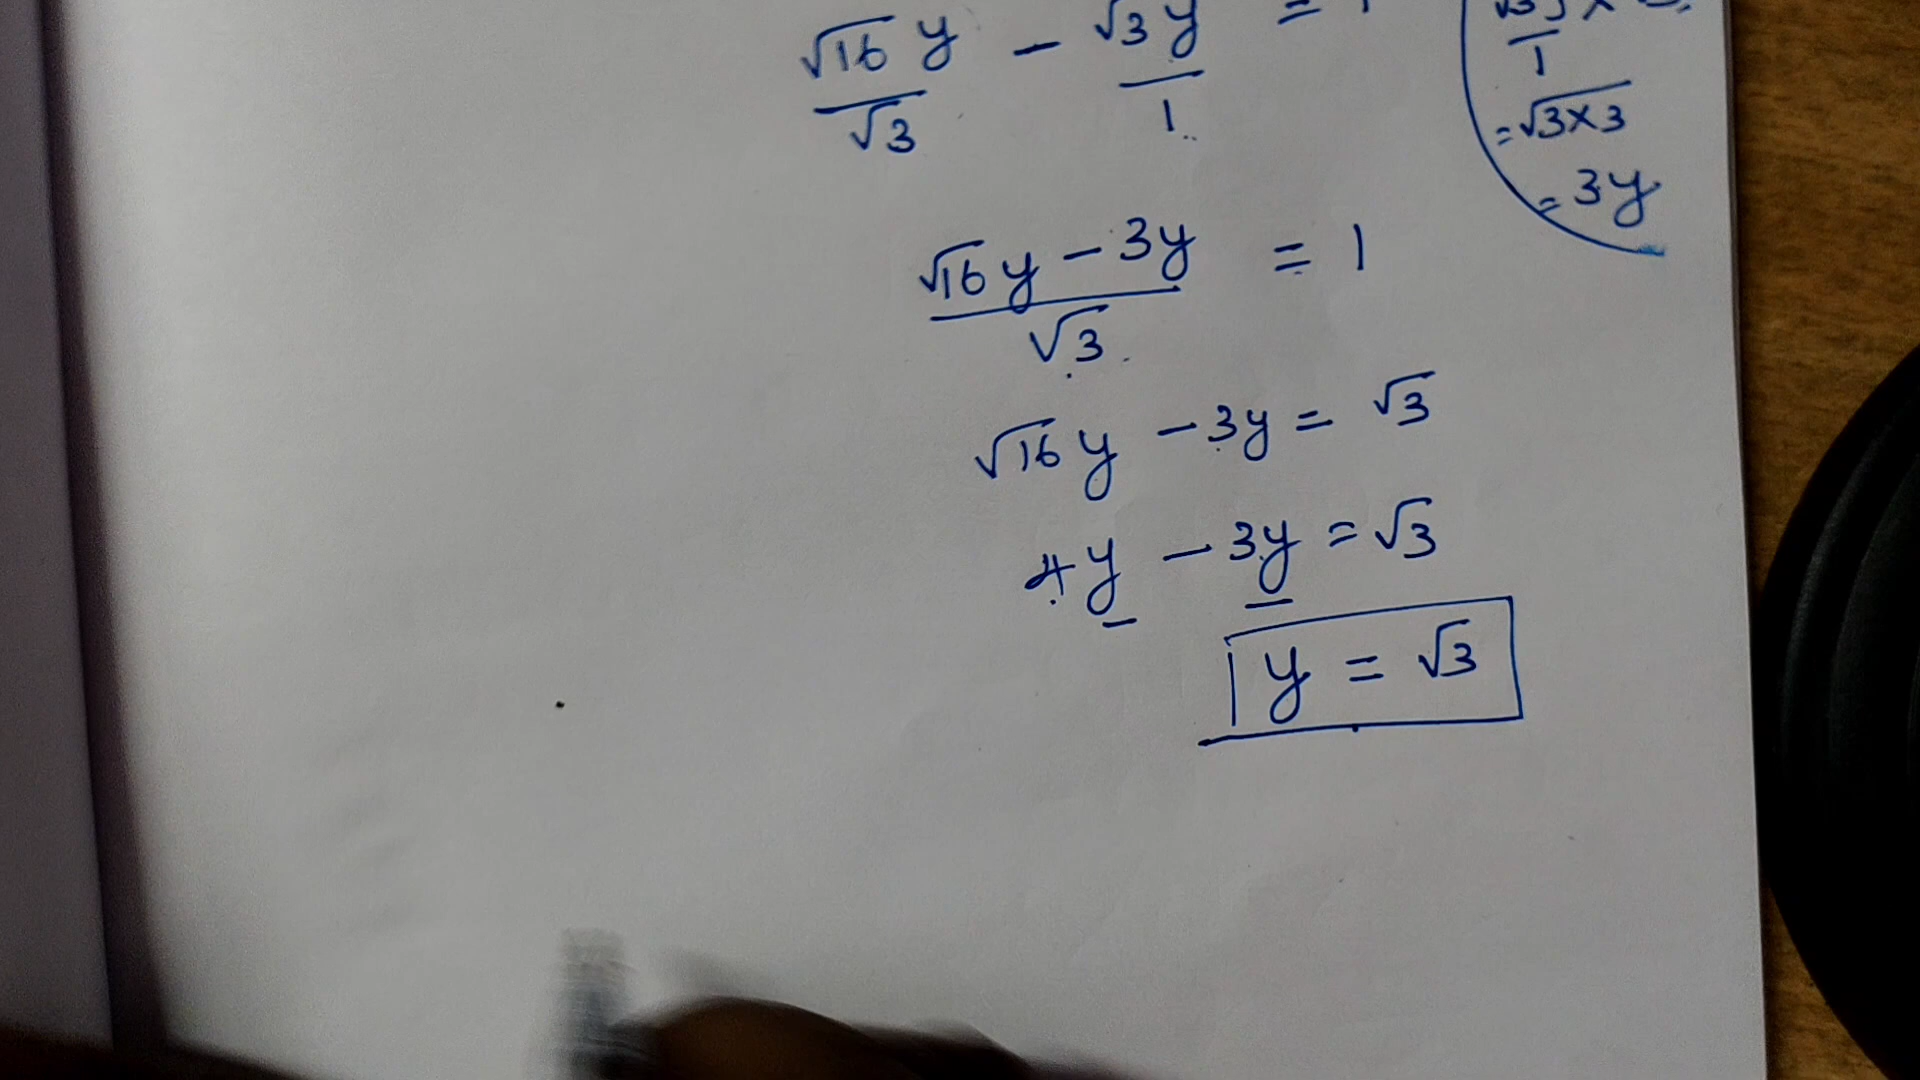 √16 y/√3 - √3 y/1 =
/1
= √3×3
= 3y
√16 y - 3y/√3 = 1
√16 y - 3y = √3
4y - 3y = √3
y = √3